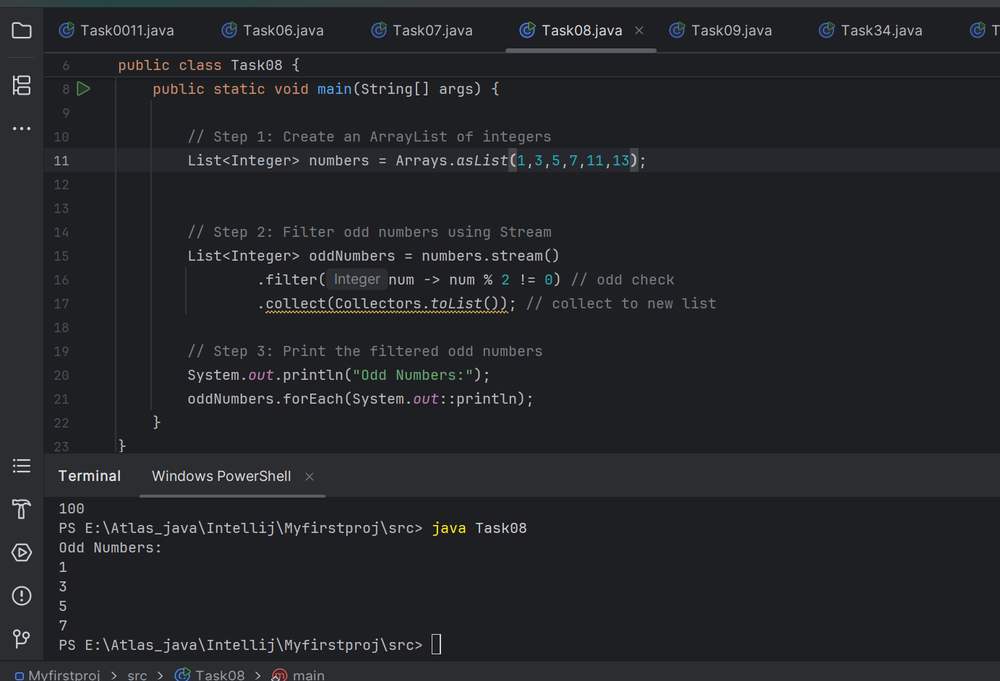 Task0011.java Task06.java Task07.java Task08.java Task09.java Task34.java T
6 public class Task08 {
8 public static void main(String[] args) {
9
10 // Step 1: Create an ArrayList of integers
11 List<Integer> numbers = Arrays.asList(1,3,5,7,11,13);
12
13
14 // Step 2: Filter odd numbers using Stream
15 List<Integer> oddNumbers = numbers.stream()
16 .filter( Integer num -> num % 2 != 0) // odd check
17 .collect(Collectors.toList()); // collect to new list
18
19 // Step 3: Print the filtered odd numbers
20 System.out.println("Odd Numbers:");
21 oddNumbers.forEach(System.out::println);
22 }
23 }
Terminal Windows PowerShell
100
PS E:\Atlas_java\Intellij\Myfirstproj\src> java Task08
Odd Numbers:
1
3
5
7
PS E:\Atlas_java\Intellij\Myfirstproj\src>
Myfirstproj > src > Task08 > main